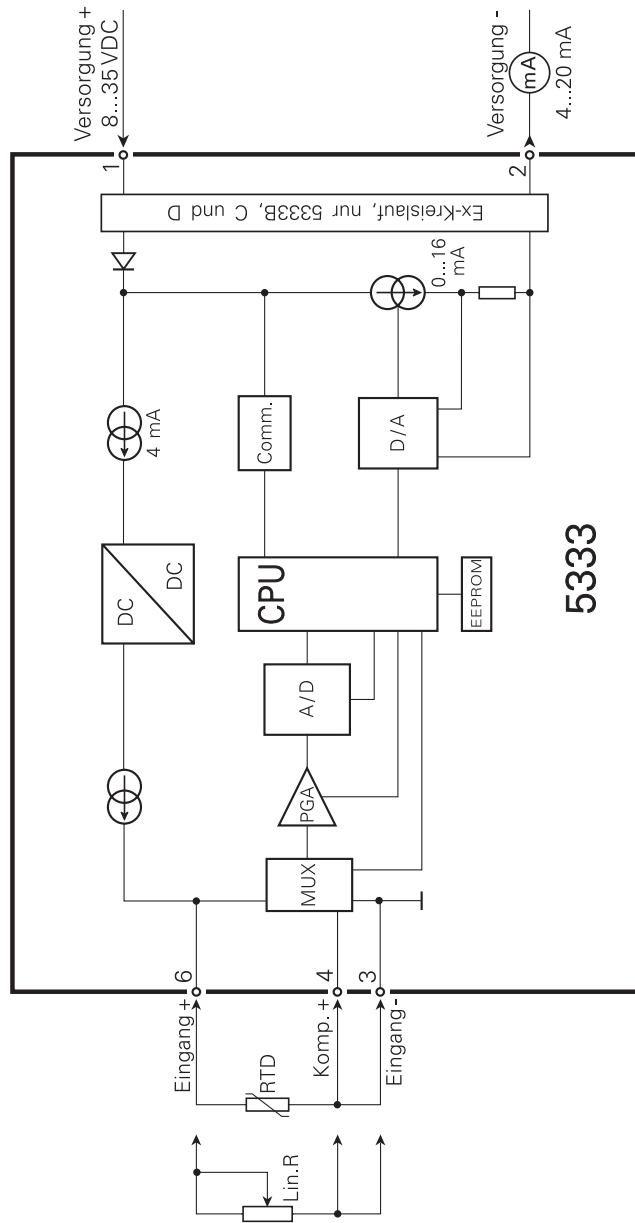 Versorgung +
8...35 VDC
Versorgung -
mA
4...20 mA
1
2
Ex-Kreislauf, nur 5333B, C und D
0...16
mA
4 mA
Comm.
D/A
DC
DC
CPU
EEPROM
5333
A/D
PGA
MUX
6
4
3
Eingang +
Komp. +
Eingang -
RTD
Lin.R